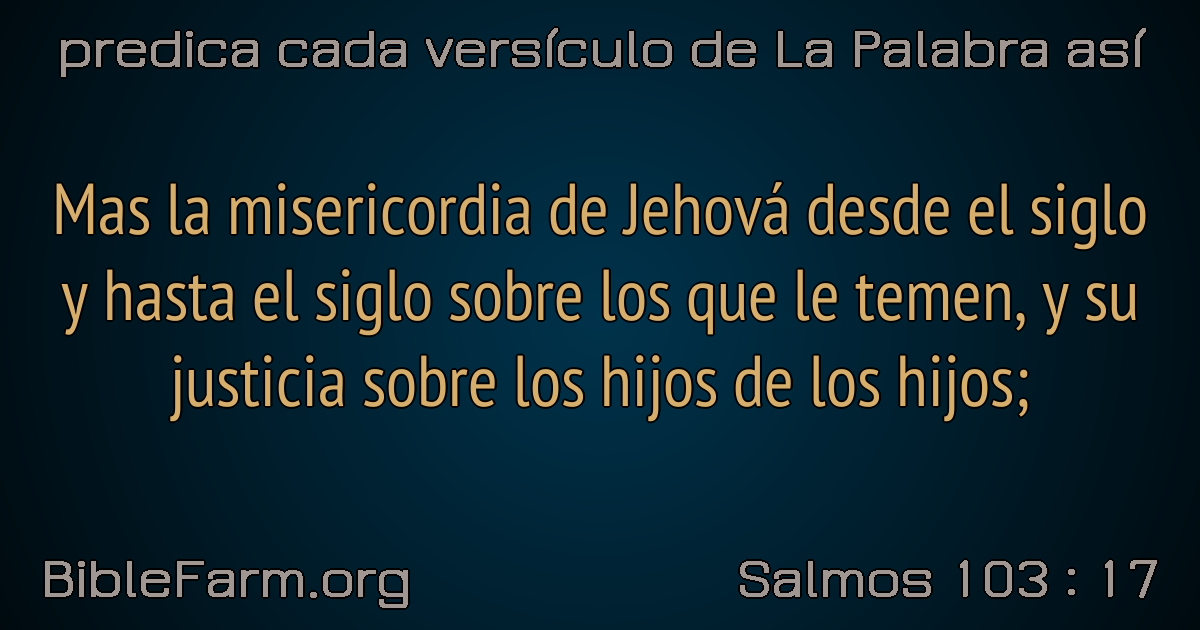 predica cada versículo de La Palabra así
Mas la misericordia de Jehová desde el siglo
y hasta el siglo sobre los que le temen, y su
justicia sobre los hijos de los hijos;
BibleFarm.org
Salmos 103 : 17